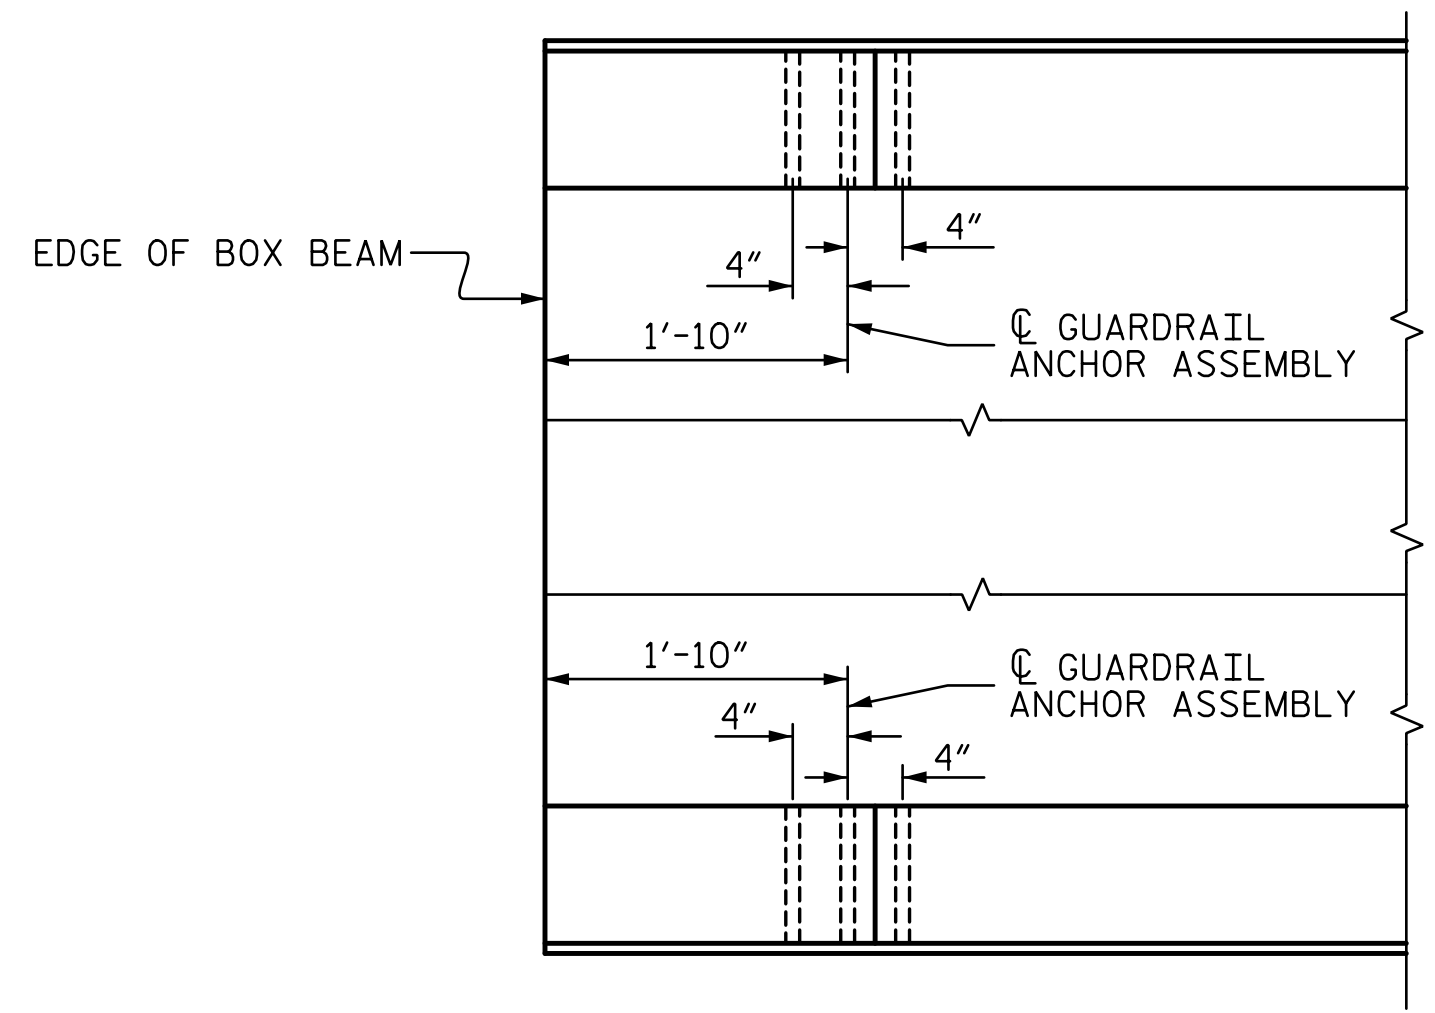 4″
EDGE OF BOX BEAM
4″
1′-10″
℄ GUARDRAIL
ANCHOR ASSEMBLY
1′-10″
℄ GUARDRAIL
ANCHOR ASSEMBLY
4″
4″